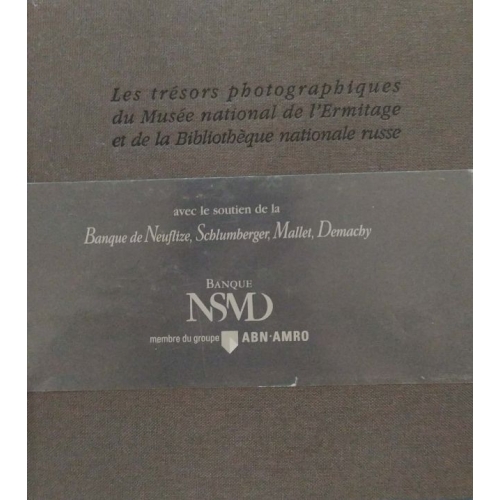 Les trésors photographiques
du Musée national de l'Ermitage
et de la Bibliothèque nationale russe
avec le soutien de la
Banque de Neuflize, Schlumberger, Mallet, Demachy
BANQUE
NSMD
membre du groupe ABN·AMRO